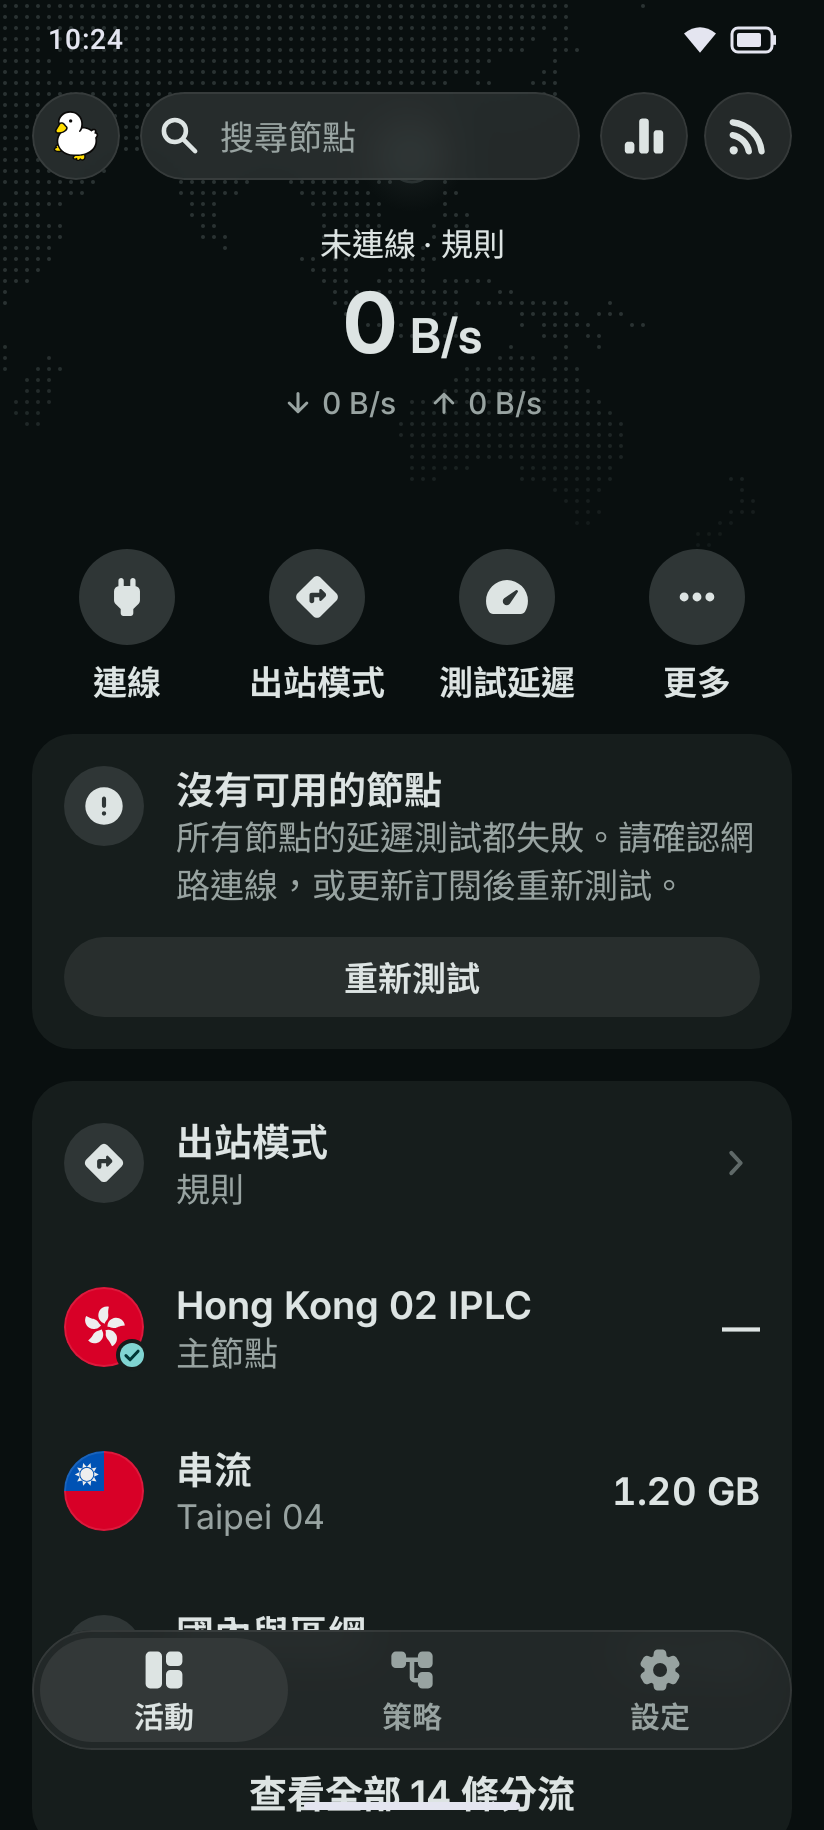 10:24
搜尋節點
未連線 · 規則
0 B/s
↓ 0 B/s ↑ 0 B/s
連線
出站模式
測試延遲
更多
沒有可用的節點
所有節點的延遲測試都失敗。請確認網
路連線，或更新訂閱後重新測試。
重新測試
出站模式
規則
Hong Kong 02 IPLC
主節點
—
串流
Taipei 04
1.20 GB
國內與區網
活動
策略
設定
查看全部 14 條分流